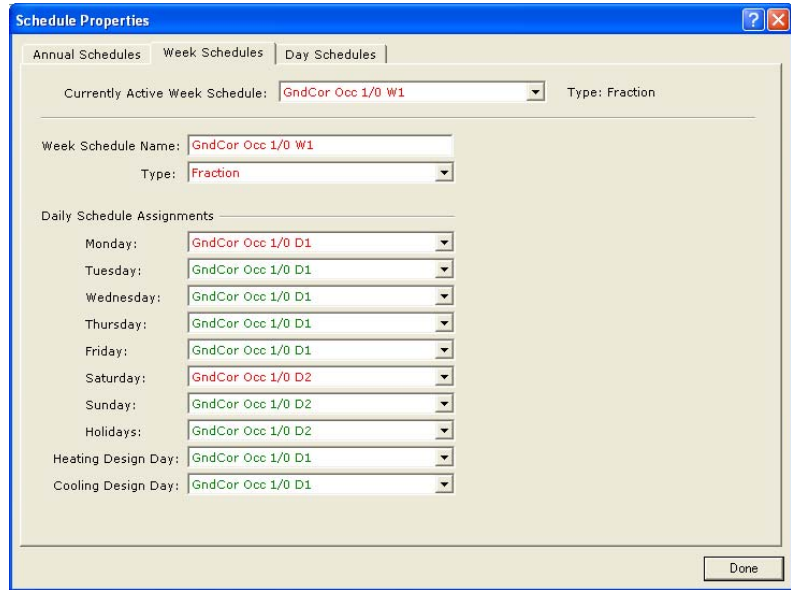 Schedule Properties
Annual Schedules Week Schedules Day Schedules
Currently Active Week Schedule: GndCor Occ 1/0 W1 Type: Fraction
Week Schedule Name: GndCor Occ 1/0 W1
Type: Fraction
Daily Schedule Assignments
Monday: GndCor Occ 1/0 D1
Tuesday: GndCor Occ 1/0 D1
Wednesday: GndCor Occ 1/0 D1
Thursday: GndCor Occ 1/0 D1
Friday: GndCor Occ 1/0 D1
Saturday: GndCor Occ 1/0 D2
Sunday: GndCor Occ 1/0 D2
Holidays: GndCor Occ 1/0 D2
Heating Design Day: GndCor Occ 1/0 D1
Cooling Design Day: GndCor Occ 1/0 D1
Done